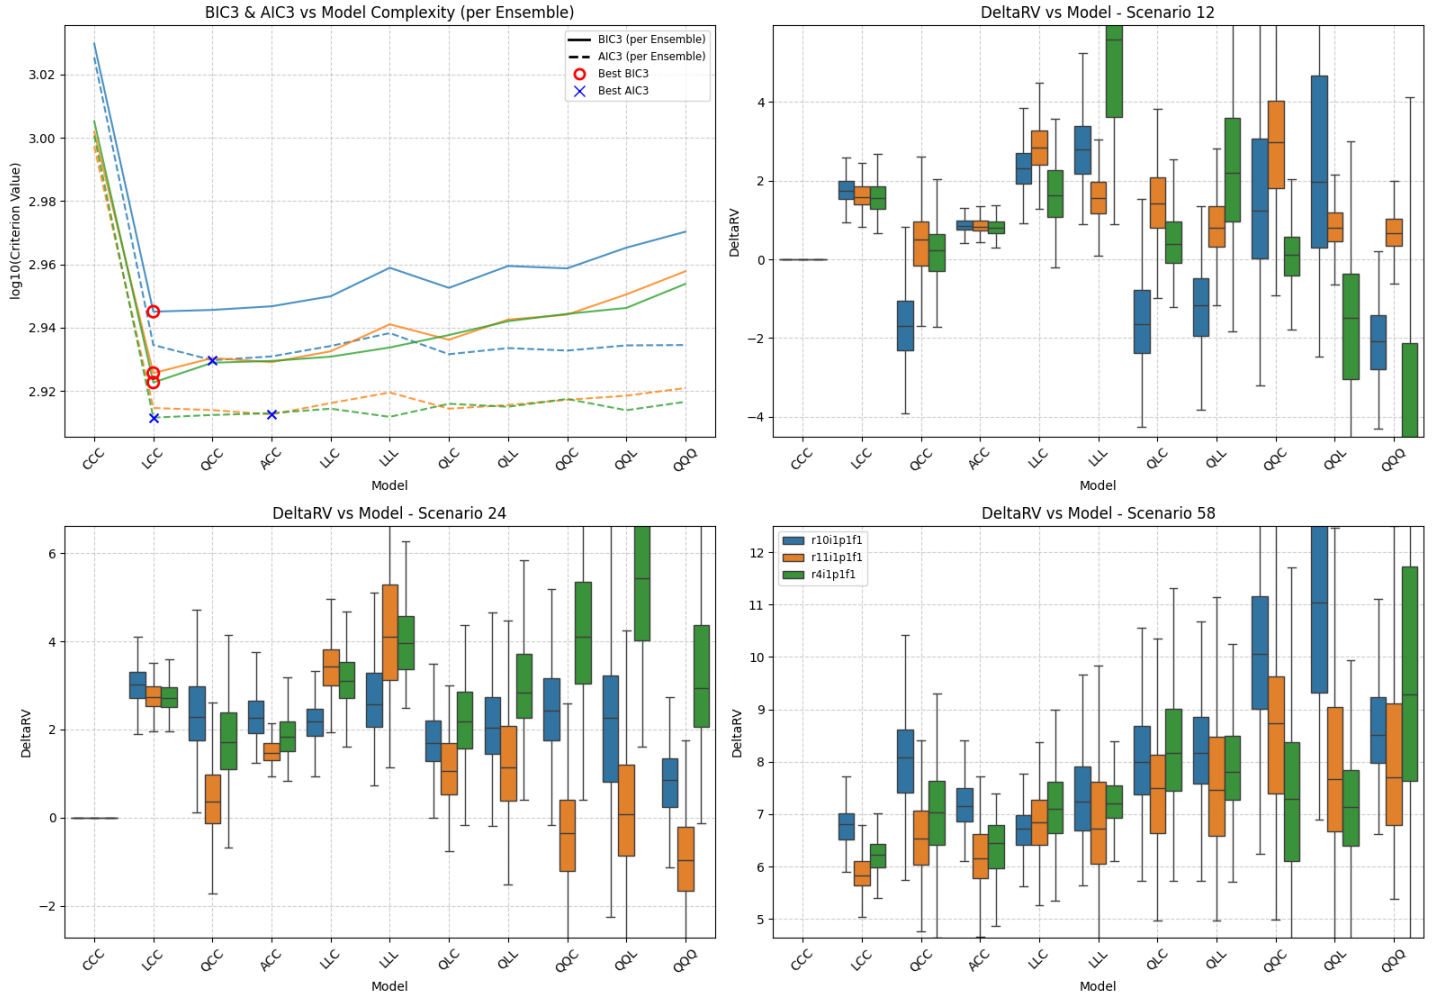 BIC3 & AIC3 vs Model Complexity (per Ensemble)
log10(Criterion Value)
3.02
3.00
2.98
2.96
2.94
2.92
BIC3 (per Ensemble)
AIC3 (per Ensemble)
Best BIC3
Best AIC3
CCC LCC QCC ACC LLC LLL QLC QLL QQC QQL QQQ
Model
DeltaRV vs Model - Scenario 12
DeltaRV
4
2
0
−2
−4
CCC LCC QCC ACC LLC LLL QLC QLL QQC QQL QQQ
Model
DeltaRV vs Model - Scenario 24
DeltaRV
6
4
2
0
−2
CCC LCC QCC ACC LLC LLL QLC QLL QQC QQL QQQ
Model
DeltaRV vs Model - Scenario 58
DeltaRV
12
11
10
9
8
7
6
5
r10i1p1f1
r11i1p1f1
r4i1p1f1
CCC LCC QCC ACC LLC LLL QLC QLL QQC QQL QQQ
Model